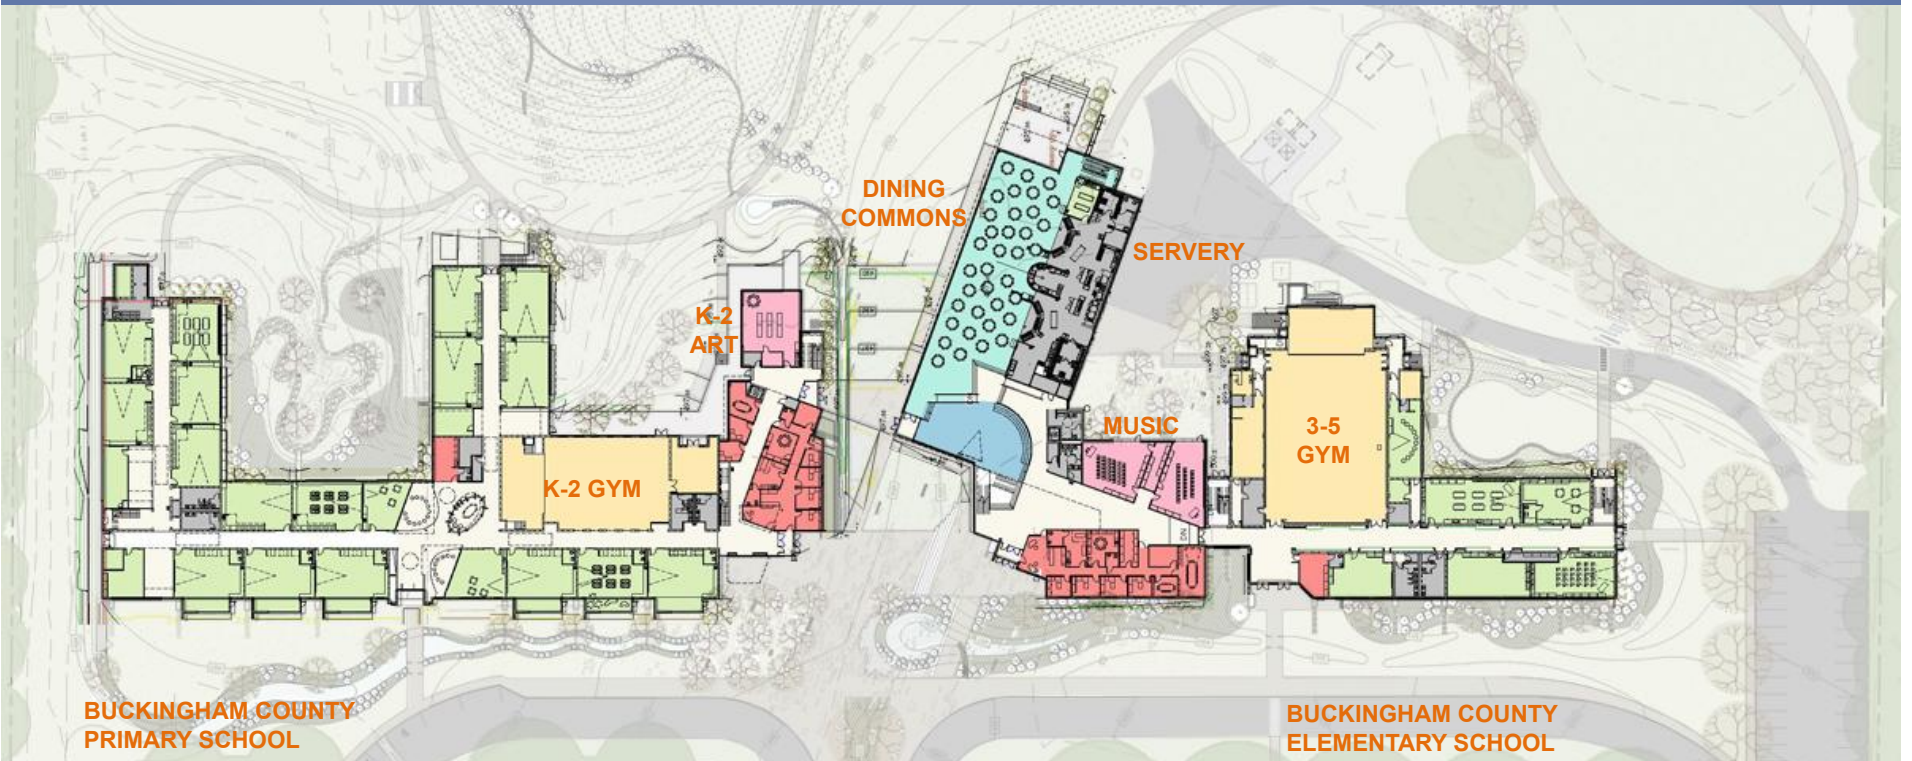 DINING
COMMONS
SERVERY
K-2
ART
MUSIC
3-5
GYM
K-2 GYM
BUCKINGHAM COUNTY
PRIMARY SCHOOL
BUCKINGHAM COUNTY
ELEMENTARY SCHOOL